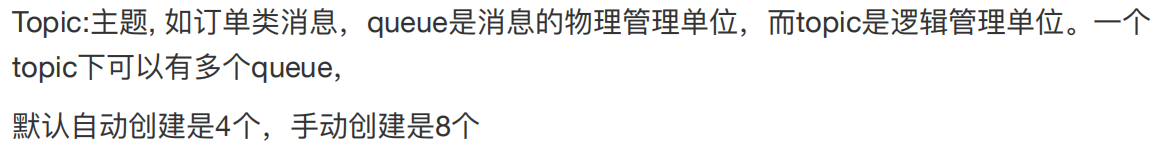 Topic:主题, 如订单类消息，queue是消息的物理管理单位，而topic是逻辑管理单位。一个
topic下可以有多个queue，
默认自动创建是4个，手动创建是8个